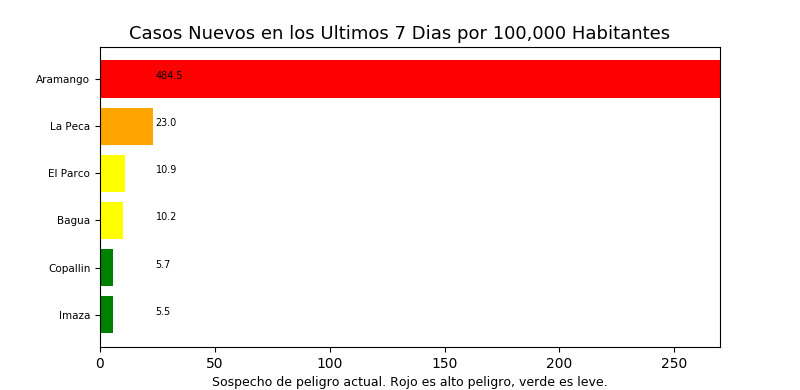 Casos Nuevos en los Ultimos 7 Dias por 100,000 Habitantes
Aramango 484.5
La Peca 23.0
El Parco 10.9
Bagua 10.2
Copallin 5.7
Imaza 5.5
0 50 100 150 200 250
Sospecho de peligro actual. Rojo es alto peligro, verde es leve.